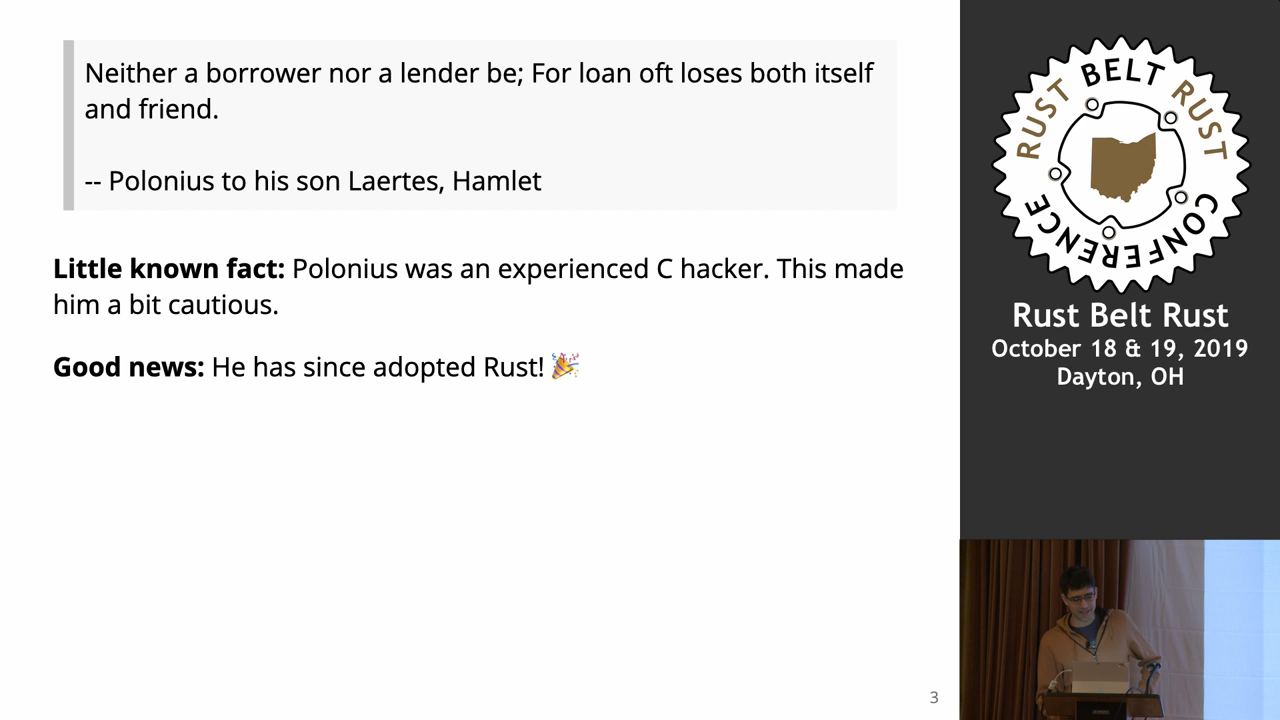 Neither a borrower nor a lender be; For loan oft loses both itself
and friend.
-- Polonius to his son Laertes, Hamlet
Little known fact: Polonius was an experienced C hacker. This made
him a bit cautious.
Good news: He has since adopted Rust! 🎉
3
RUST BELT RUST
CONFERENCE
Rust Belt Rust
October 18 & 19, 2019
Dayton, OH